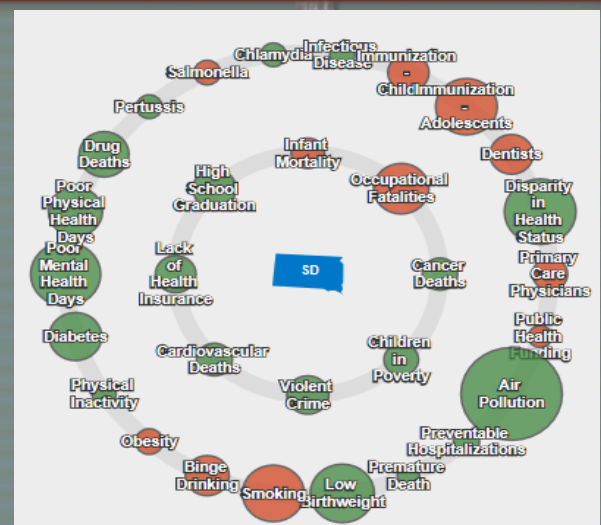 Chlamydia
Infectious
Disease
Immunization
-
Child
Immunization
-
Adolescents
Salmonella
Pertussis
Dentists
Drug
Deaths
Infant
Mortality
High
School
Graduation
Occupational
Fatalities
Disparity
in
Health
Status
Poor
Physical
Health
Days
Poor
Mental
Health
Days
Lack
of
Health
Insurance
SD
Cancer
Deaths
Primary
Care
Physicians
Public
Health
Funding
Diabetes
Cardiovascular
Deaths
Children
in
Poverty
Physical
Inactivity
Violent
Crime
Air
Pollution
Obesity
Preventable
Hospitalizations
Binge
Drinking
Smoking
Low
Birthweight
Premature
Death